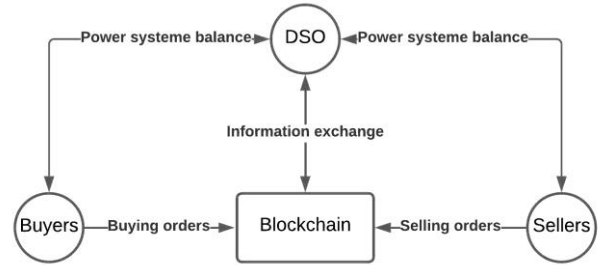 DSO
Power systeme balance
Power systeme balance
Information exchange
Buyers
Buying orders
Blockchain
Selling orders
Sellers